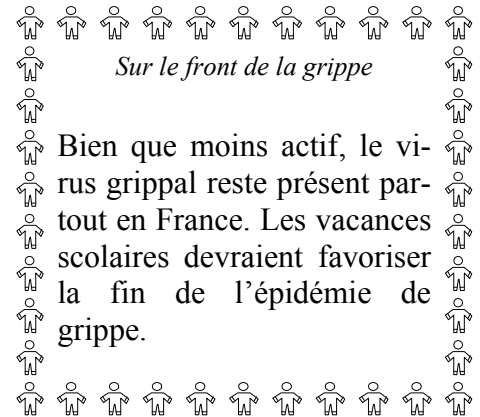 Sur le front de la grippe
Bien que moins actif, le vi-
rus grippal reste présent par-
tout en France. Les vacances
scolaires devraient favoriser
la fin de l’épidémie de
grippe.